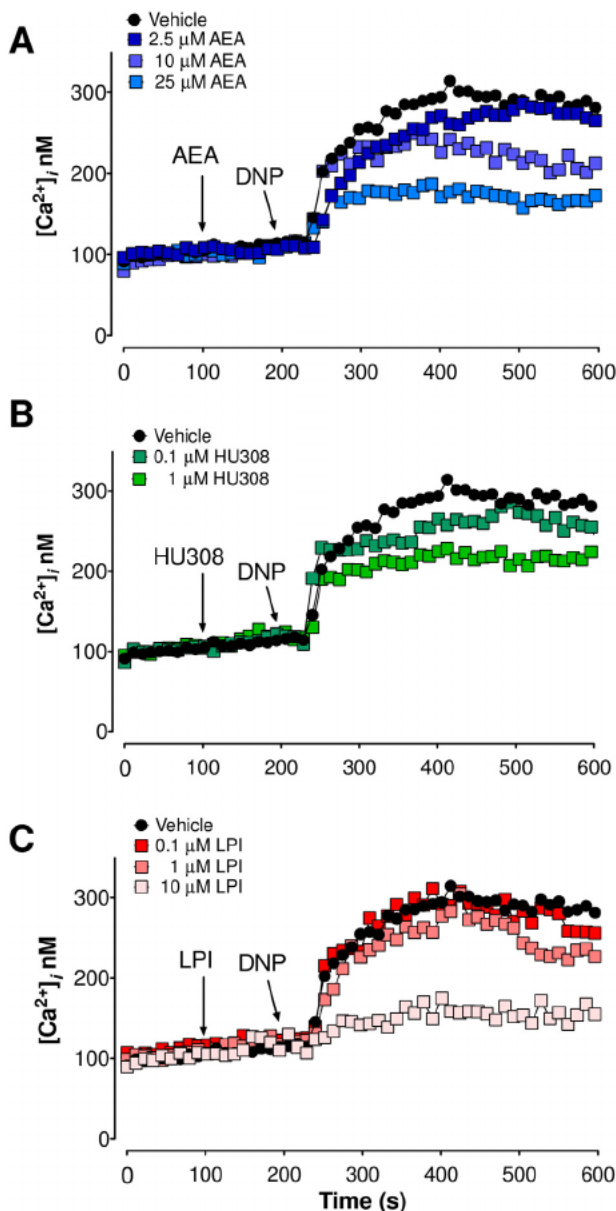 A
Vehicle
2.5 μM AEA
10 μM AEA
25 μM AEA
[Ca²⁺]ᵢ nM
300
200
100
0
AEA
DNP
0 100 200 300 400 500 600
B
Vehicle
0.1 μM HU308
1 μM HU308
[Ca²⁺]ᵢ nM
300
200
100
0
HU308
DNP
0 100 200 300 400 500 600
C
Vehicle
0.1 μM LPI
1 μM LPI
10 μM LPI
[Ca²⁺]ᵢ nM
300
200
100
0
LPI
DNP
0 100 200 300 400 500 600
Time (s)